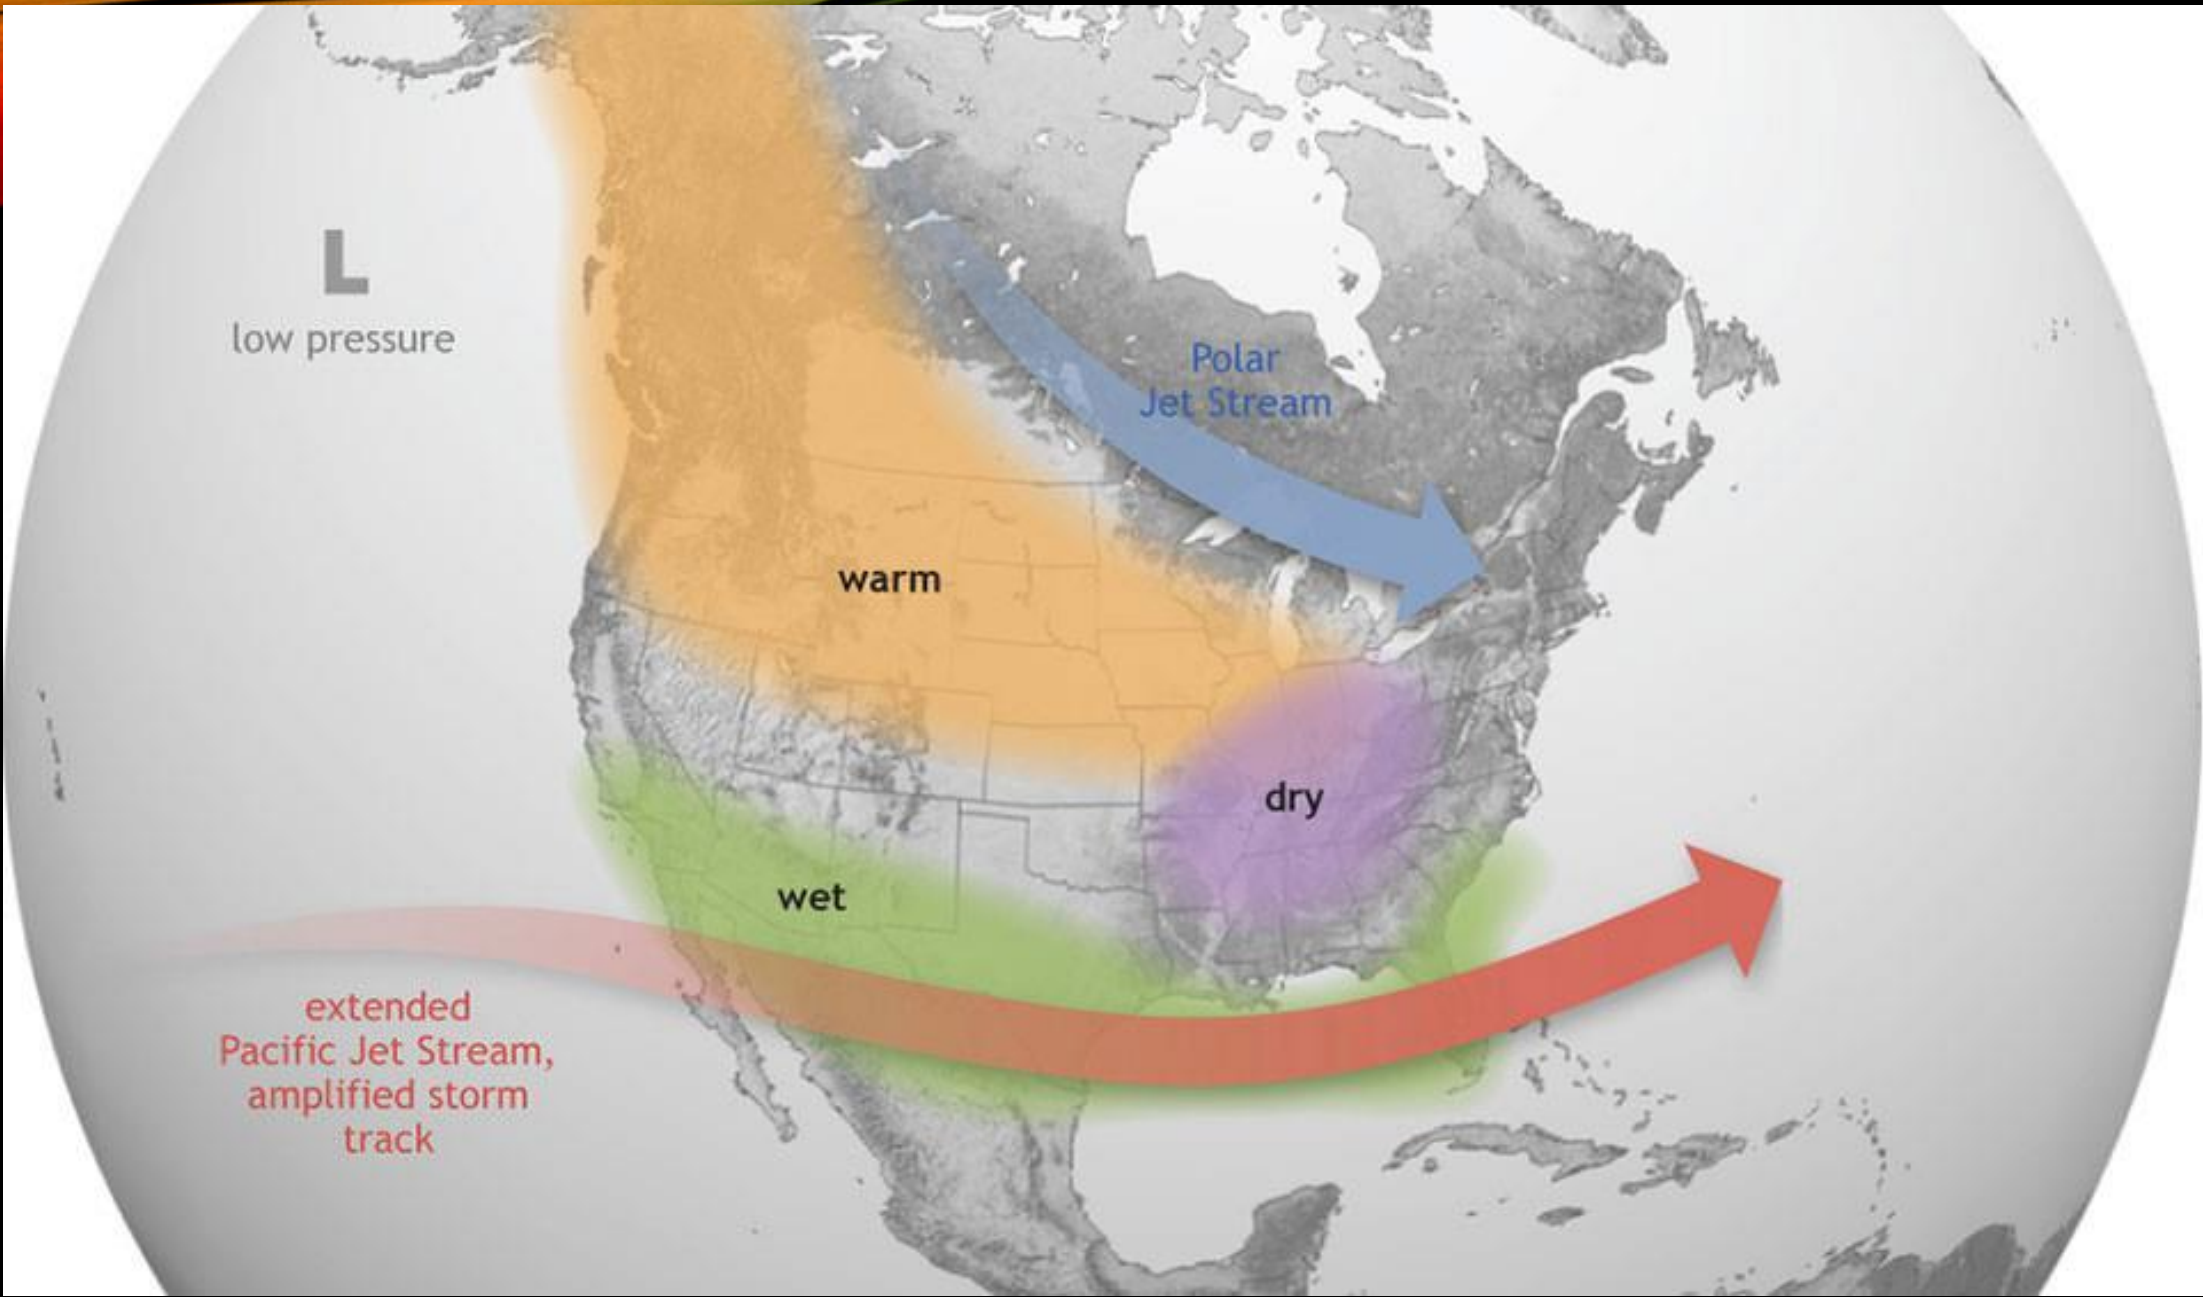 L
low pressure
Polar
Jet Stream
warm
dry
wet
extended
Pacific Jet Stream,
amplified storm
track